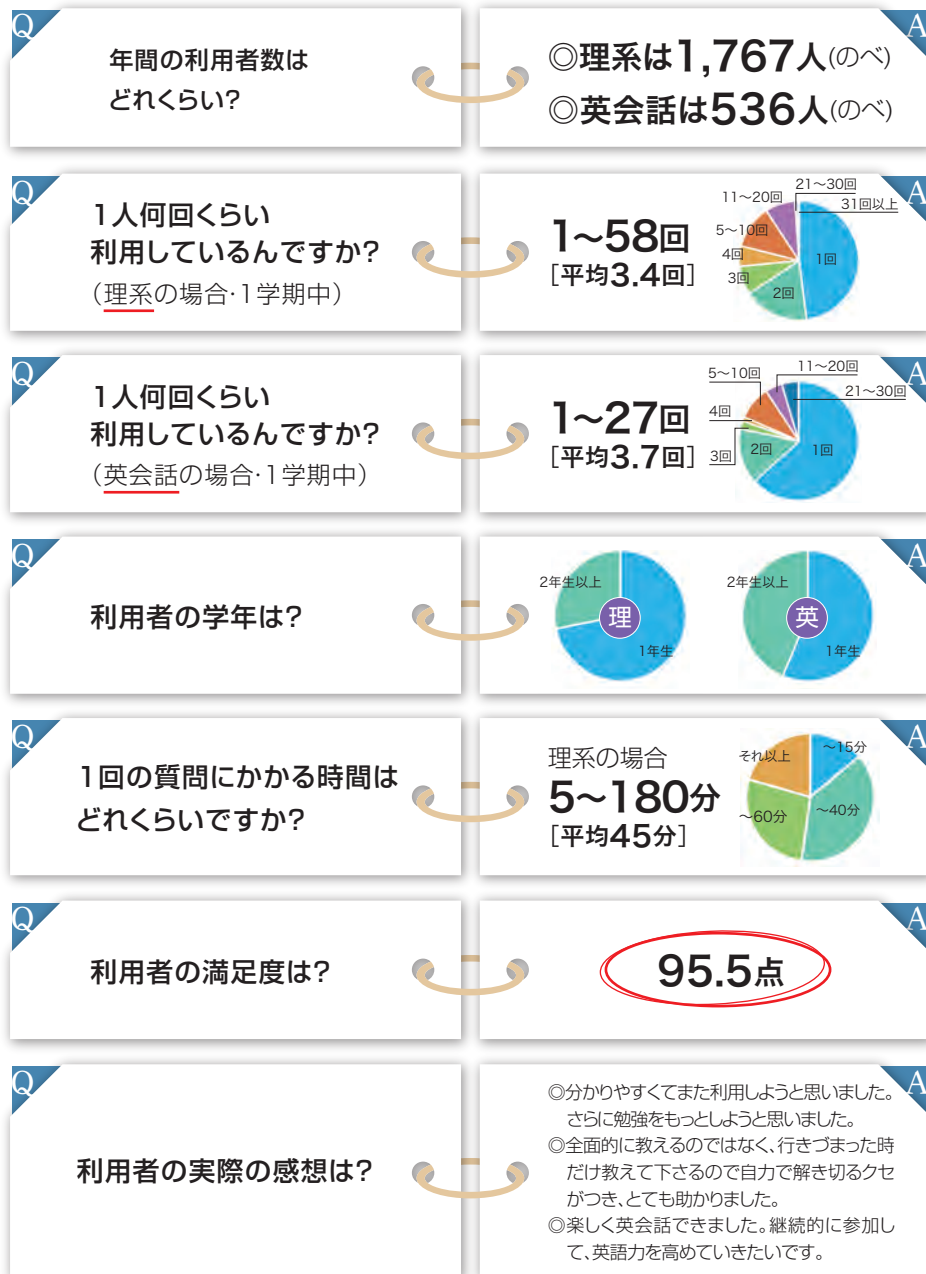 Q
年間の利用者数は
どれくらい?
A
◎理系は1,767人(のべ)
◎英会話は536人(のべ)
Q
1人何回くらい
利用しているんですか?
（理系の場合・1学期中）
A
1〜58回
[平均3.4回]
21〜30回
11〜20回
31回以上
5〜10回
4回
3回
2回
1回
Q
1人何回くらい
利用しているんですか?
（英会話の場合・1学期中）
A
1〜27回
[平均3.7回]
11〜20回
5〜10回
21〜30回
4回
3回
2回
1回
Q
利用者の学年は?
A
2年生以上
理
1年生
2年生以上
英
1年生
Q
1回の質問にかかる時間は
どれくらいですか?
A
理系の場合
5〜180分
[平均45分]
それ以上
〜15分
〜60分
〜40分
Q
利用者の満足度は?
A
95.5点
Q
利用者の実際の感想は?
A
◎分かりやすくてまた利用しようと思いました。
さらに勉強をもっとしようと思いました。
◎全面的に教えるのではなく、行きづまった時
だけ教えて下さるので自力で解き切るクセ
がつき、とても助かりました。
◎楽しく英会話できました。継続的に参加し
て、英語力を高めていきたいです。